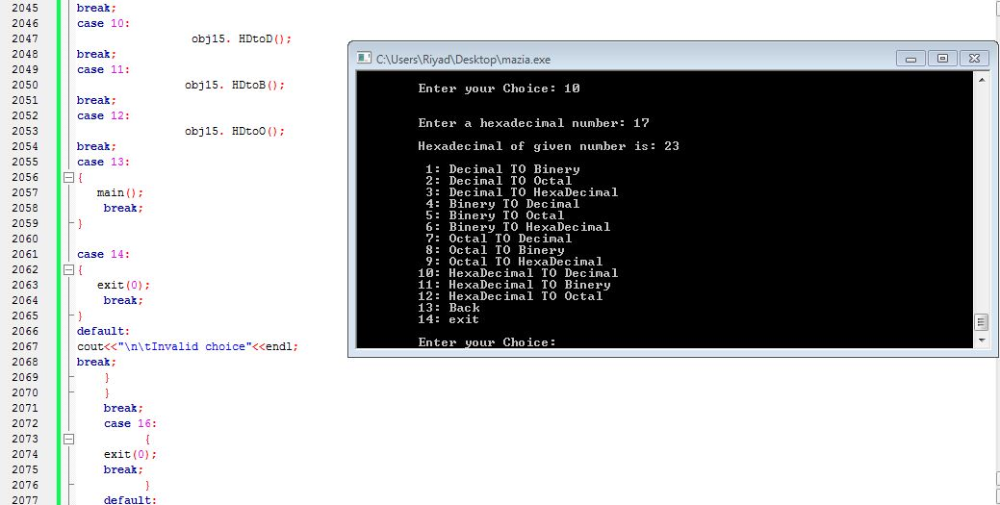 2045 break;
2046 case 10:
2047 obj15. HDtoD();
2048 break;
2049 case 11:
2050 obj15. HDtoB();
2051 break;
2052 case 12:
2053 obj15. HDtoO();
2054 break;
2055 case 13:
2056 {
2057 main();
2058 break;
2059 }
2060
2061 case 14:
2062 {
2063 exit(0);
2064 break;
2065 }
2066 default:
2067 cout<<"\n\tInvalid choice"<<endl;
2068 break;
2069 }
2070 }
2071 break;
2072 case 16:
2073 {
2074 exit(0);
2075 break;
2076 }
2077 default:
C:\Users\Riyad\Desktop\mazia.exe
Enter your Choice: 10
Enter a hexadecimal number: 17
Hexadecimal of given number is: 23
1: Decimal TO Binery
2: Decimal TO Octal
3: Decimal TO HexaDecimal
4: Binery TO Decimal
5: Binery TO Octal
6: Binery TO HexaDecimal
7: Octal TO Decimal
8: Octal TO Binery
9: Octal TO HexaDecimal
10: HexaDecimal TO Decimal
11: HexaDecimal TO Binery
12: HexaDecimal TO Octal
13: Back
14: exit
Enter your Choice: